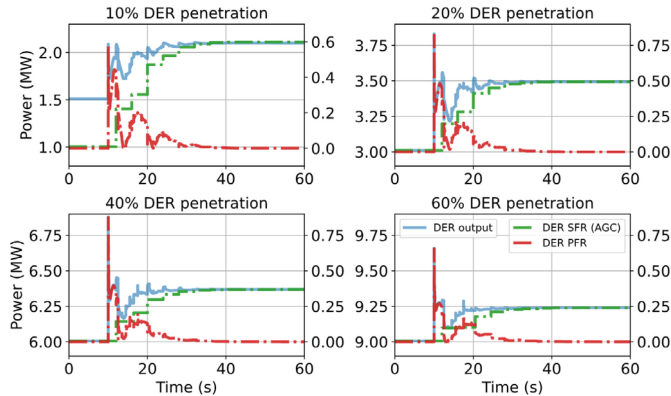 10% DER penetration
20% DER penetration
Power (MW)
2.0
1.5
1.0
0.6
0.4
0.2
0.0
3.75
3.50
3.25
3.00
0.75
0.50
0.25
0.00
0 20 40 60
0 20 40 60
40% DER penetration
60% DER penetration
Power (MW)
6.75
6.50
6.25
6.00
0.75
0.50
0.25
0.00
9.75
9.50
9.25
9.00
DER output
DER SFR (AGC)
DER PFR
0.75
0.50
0.25
0.00
0 20 40 60
0 20 40 60
Time (s)
Time (s)